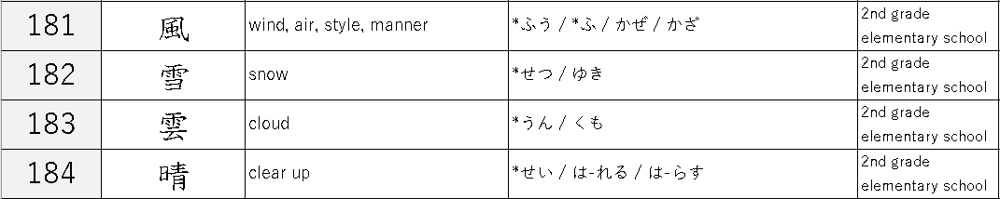 181 風 wind, air, style, manner *ふう / *ふ / かぜ / かざ 2nd grade
elementary school
182 雪 snow *せつ / ゆき 2nd grade
elementary school
183 雲 cloud *うん / くも 2nd grade
elementary school
184 晴 clear up *せい / は-れる / は-らす 2nd grade
elementary school